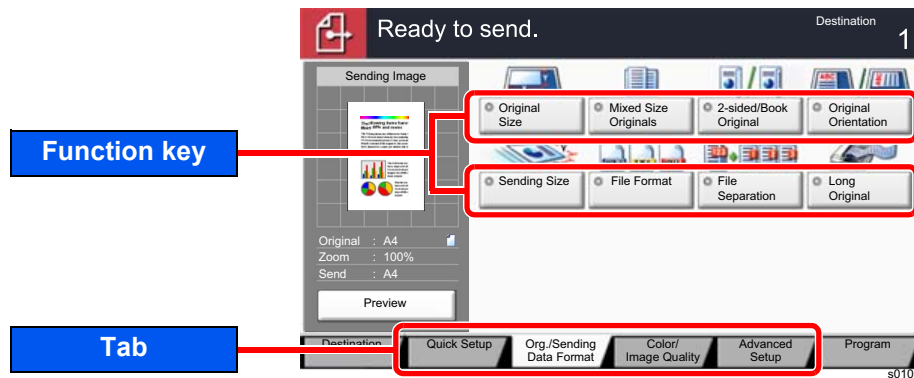 Ready to send.
Destination
1
Sending Image
Original
Size
Mixed Size
Originals
2-sided/Book
Original
Original
Orientation
Function key
Sending Size
File Format
File
Separation
Long
Original
Original : A4
Zoom : 100%
Send : A4
Preview
Tab
Destination
Quick Setup
Org./Sending
Data Format
Color/
Image Quality
Advanced
Setup
Program
s010